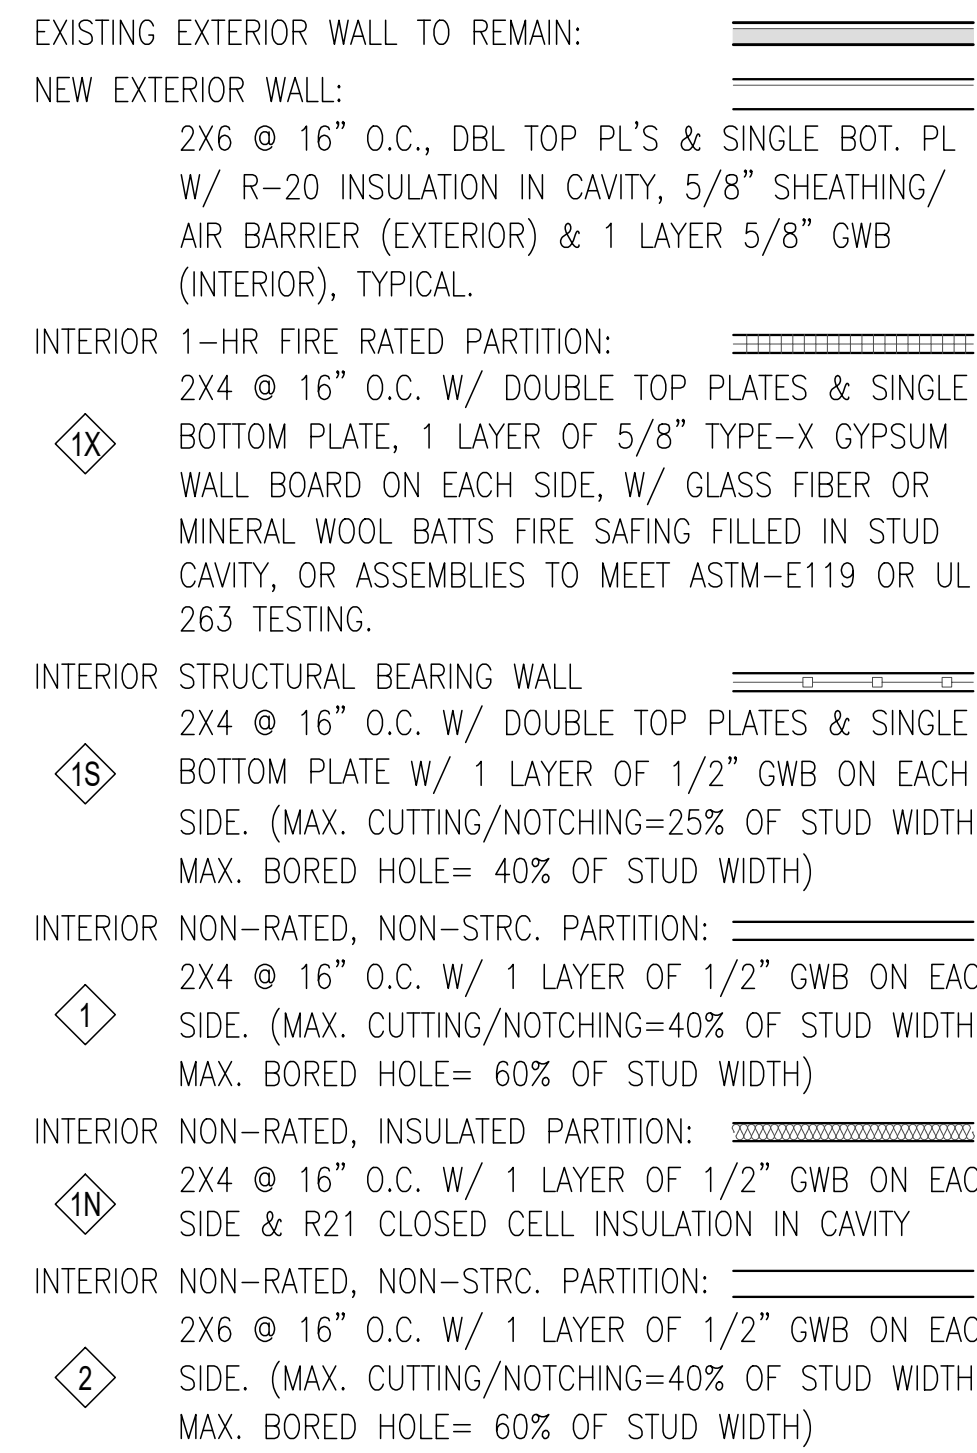 EXISTING EXTERIOR WALL TO REMAIN:
NEW EXTERIOR WALL:
2X6 @ 16" O.C., DBL TOP PL'S & SINGLE BOT. PL
W/ R-20 INSULATION IN CAVITY, 5/8" SHEATHING/
AIR BARRIER (EXTERIOR) & 1 LAYER 5/8" GWB
(INTERIOR), TYPICAL.
INTERIOR 1-HR FIRE RATED PARTITION:
1X
2X4 @ 16" O.C. W/ DOUBLE TOP PLATES & SINGLE
BOTTOM PLATE, 1 LAYER OF 5/8" TYPE-X GYPSUM
WALL BOARD ON EACH SIDE, W/ GLASS FIBER OR
MINERAL WOOL BATTS FIRE SAFING FILLED IN STUD
CAVITY, OR ASSEMBLIES TO MEET ASTM-E119 OR UL
263 TESTING.
INTERIOR STRUCTURAL BEARING WALL
1S
2X4 @ 16" O.C. W/ DOUBLE TOP PLATES & SINGLE
BOTTOM PLATE W/ 1 LAYER OF 1/2" GWB ON EACH
SIDE. (MAX. CUTTING/NOTCHING=25% OF STUD WIDTH
MAX. BORED HOLE= 40% OF STUD WIDTH)
INTERIOR NON-RATED, NON-STRC. PARTITION:
1
2X4 @ 16" O.C. W/ 1 LAYER OF 1/2" GWB ON EAC
SIDE. (MAX. CUTTING/NOTCHING=40% OF STUD WIDTH
MAX. BORED HOLE= 60% OF STUD WIDTH)
INTERIOR NON-RATED, INSULATED PARTITION:
1N
2X4 @ 16" O.C. W/ 1 LAYER OF 1/2" GWB ON EAC
SIDE & R21 CLOSED CELL INSULATION IN CAVITY
INTERIOR NON-RATED, NON-STRC. PARTITION:
2
2X6 @ 16" O.C. W/ 1 LAYER OF 1/2" GWB ON EAC
SIDE. (MAX. CUTTING/NOTCHING=40% OF STUD WIDTH
MAX. BORED HOLE= 60% OF STUD WIDTH)